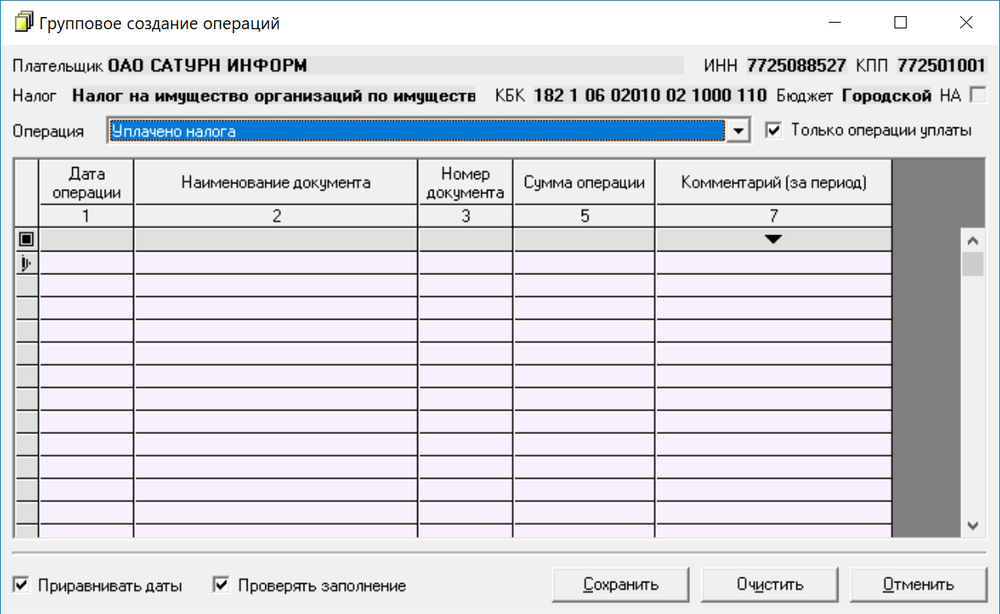 Групповое создание операций
Плательщик ОАО САТУРН ИНФОРМ ИНН 7725088527 КПП 772501001
Налог Налог на имущество организаций по имуществ КБК 182 1 06 02010 02 1000 110 Бюджет Городской НА
Операция Уплачено налога Только операции уплаты
Дата операции Наименование документа Номер документа Сумма операции Комментарий (за период)
1 2 3 5 7
Приравнивать даты Проверять заполнение Сохранить Очистить Отменить